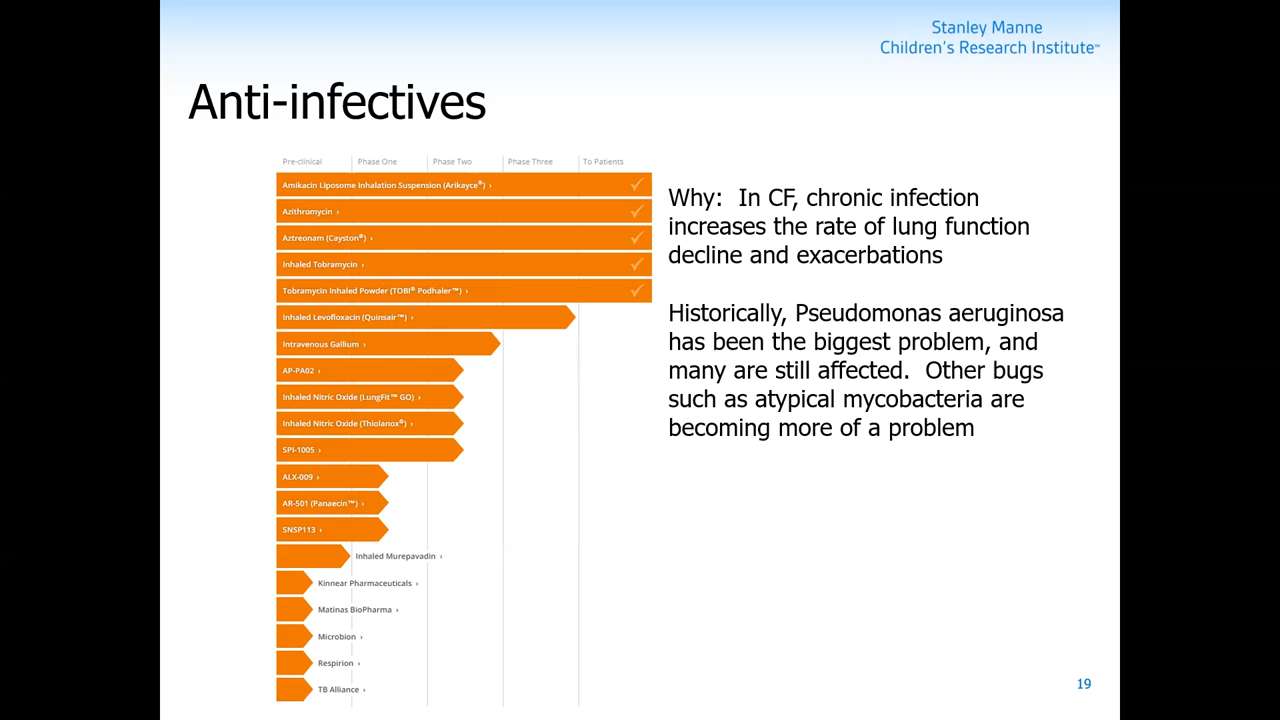 Stanley Manne
Children's Research Institute™
Anti-infectives
Pre-clinical
Phase One
Phase Two
Phase Three
To Patients
Amikacin Liposome Inhalation Suspension (Arikayce®) ›
Azithromycin ›
Aztreonam (Cayston®) ›
Inhaled Tobramycin ›
Tobramycin Inhaled Powder (TOBI® Podhaler™) ›
Inhaled Levofloxacin (Quinsair™) ›
Intravenous Gallium ›
AP-PA02 ›
Inhaled Nitric Oxide (LungFit™ GO) ›
Inhaled Nitric Oxide (Thiolanox®) ›
SPI-1005 ›
ALX-009 ›
AR-501 (Panaecin™) ›
SNSP113 ›
Inhaled Murepavadin ›
Kinnear Pharmaceuticals ›
Matinas BioPharma ›
Microbion ›
Respirion ›
TB Alliance ›
Why:  In CF, chronic infection
increases the rate of lung function
decline and exacerbations
Historically, Pseudomonas aeruginosa
has been the biggest problem, and
many are still affected.  Other bugs
such as atypical mycobacteria are
becoming more of a problem
19